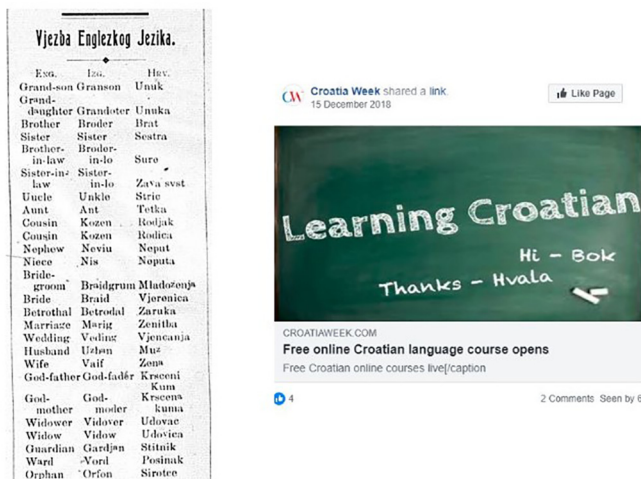 Vjezba Englezkog Jezika.
Eng. Izg. Hrv.
Grand-son Granson Unuk
Grand-
daughter Grandoter Unuka
Brother Broder Brat
Sister Sister Sestra
Brother- Broder-
in-law in-lo Sure
Sister-in- Sister-
law in-lo Zava svst
Uncle Unkle Stric
Aunt Ant Tetka
Cousin Kozen Rodjak
Cousin Kozen Rodica
Nephew Neviu Neput
Niece Nis Neputa
Bride-
groom Braidgrum Mladozenja
Bride Braid Vjerenica
Betrothal Betrodal Zaruka
Marriage Marig Zenitba
Wedding Veding Vjencanja
Husband Uzban Muz
Wife Vaif Zena
God-father God-fader Krsceni
Kum
God- God- Krscena
mother moder kuma
Widower Vidover Udovac
Widow Vidow Udovica
Guardian Gardjan Stitnik
Ward Vord Posinak
Orphan Orfon Sirotce
CW Croatia Week shared a link.
15 December 2018
Like Page
Learning Croatian
Hi - Bok
Thanks - Hvala
CROATIAWEEK.COM
Free online Croatian language course opens
Free Croatian online courses live[/caption
4 2 Comments Seen by 6